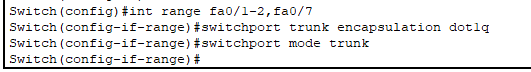 Switch(config)#int range fa0/1-2,fa0/7
Switch(config-if-range)#switchport trunk encapsulation dot1q
Switch(config-if-range)#switchport mode trunk
Switch(config-if-range)#